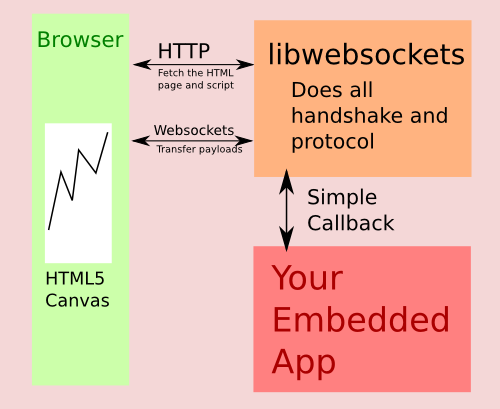 Browser
HTTP
Fetch the HTML
page and script
Websockets
Transfer payloads
HTML5
Canvas
libwebsockets
Does all
handshake and
protocol
Simple
Callback
Your
Embedded
App